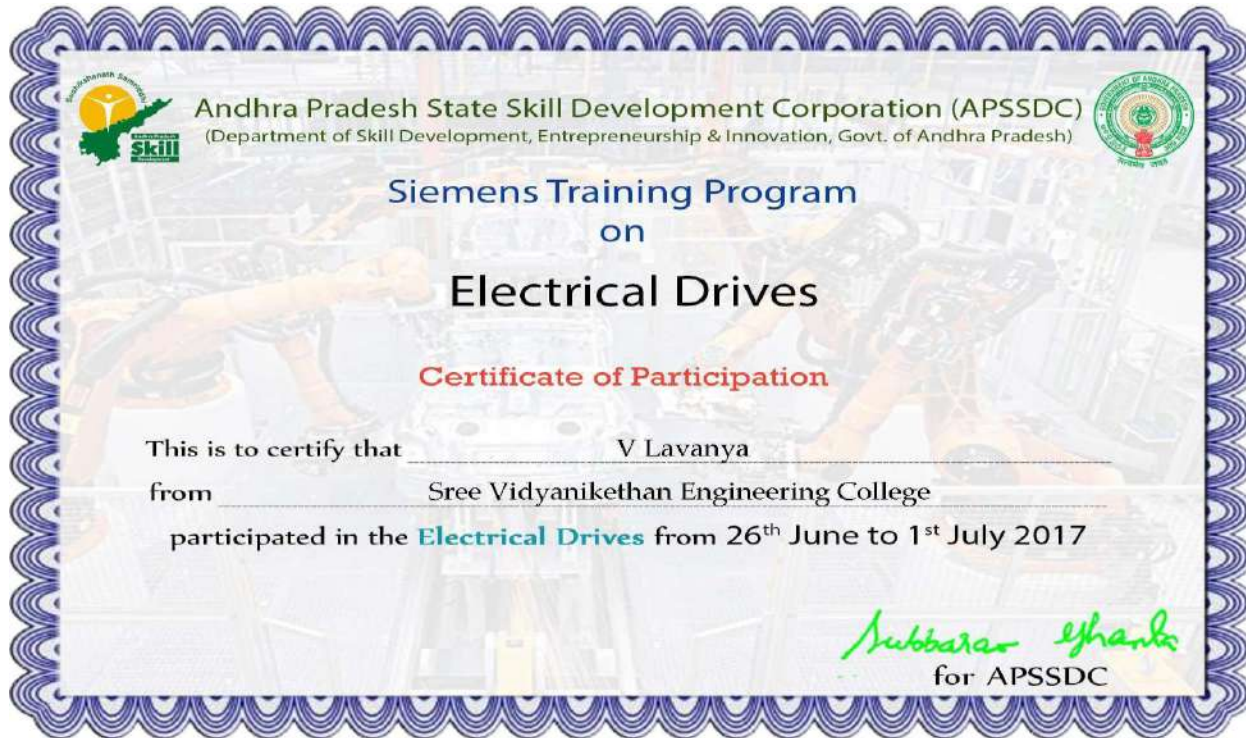 Andhra Pradesh State Skill Development Corporation (APSSDC)
(Department of Skill Development, Entrepreneurship & Innovation, Govt. of Andhra Pradesh)
Skill
Siemens Training Program
on
Electrical Drives
Certificate of Participation
This is to certify that V Lavanya
from Sree Vidyanikethan Engineering College
participated in the Electrical Drives from 26th June to 1st July 2017
Subbarao
for APSSDC